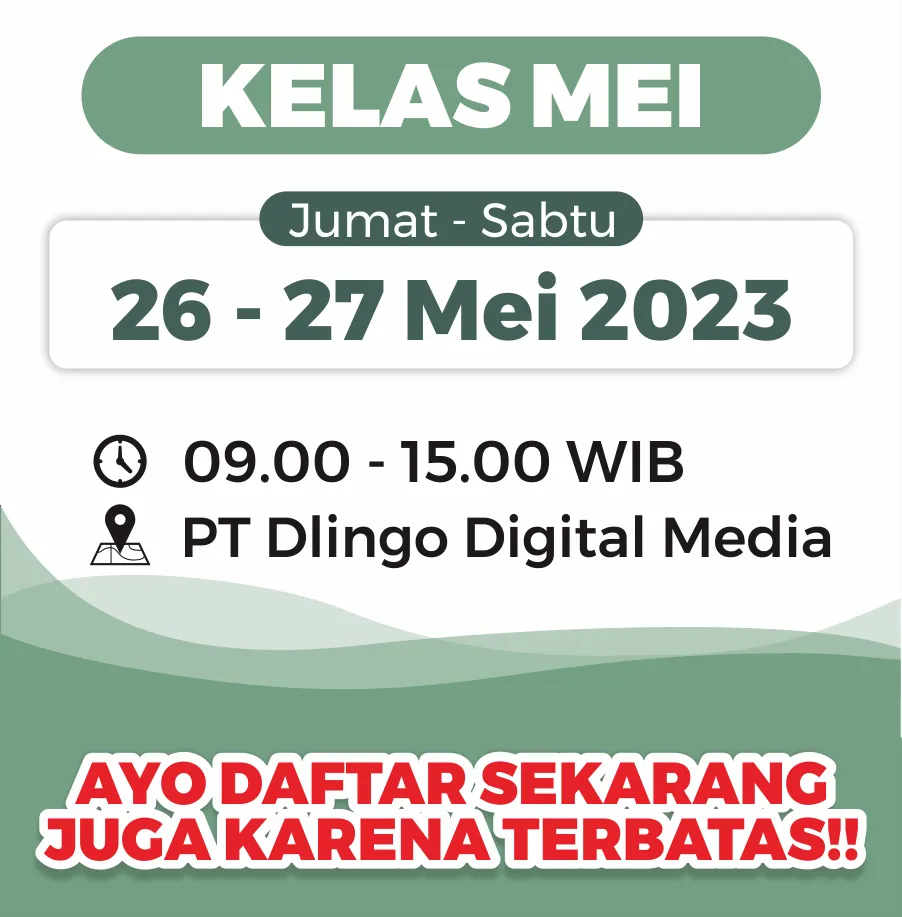 KELAS MEI
Jumat - Sabtu
26 - 27 Mei 2023
09.00 - 15.00 WIB
PT Dlingo Digital Media
AYO DAFTAR SEKARANG
JUGA KARENA TERBATAS!!